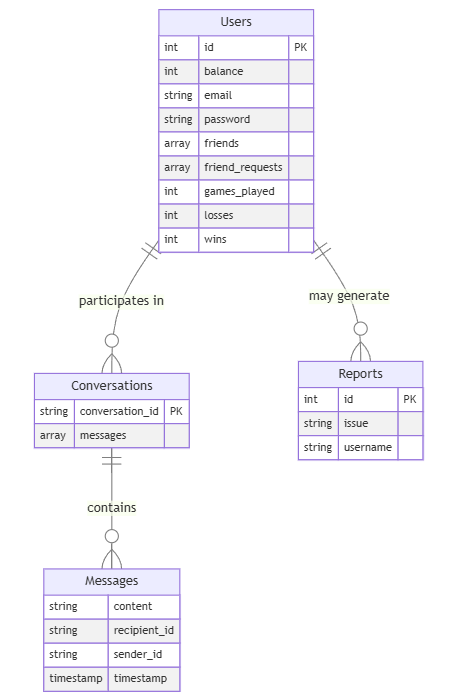 Users
int id PK
int balance
string email
string password
array friends
array friend_requests
int games_played
int losses
int wins
participates in
may generate
Conversations
string conversation_id PK
array messages
Reports
int id PK
string issue
string username
contains
Messages
string content
string recipient_id
string sender_id
timestamp timestamp